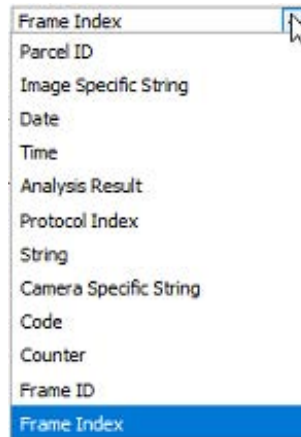 Frame Index
Parcel ID
Image Specific String
Date
Time
Analysis Result
Protocol Index
String
Camera Specific String
Code
Counter
Frame ID
Frame Index